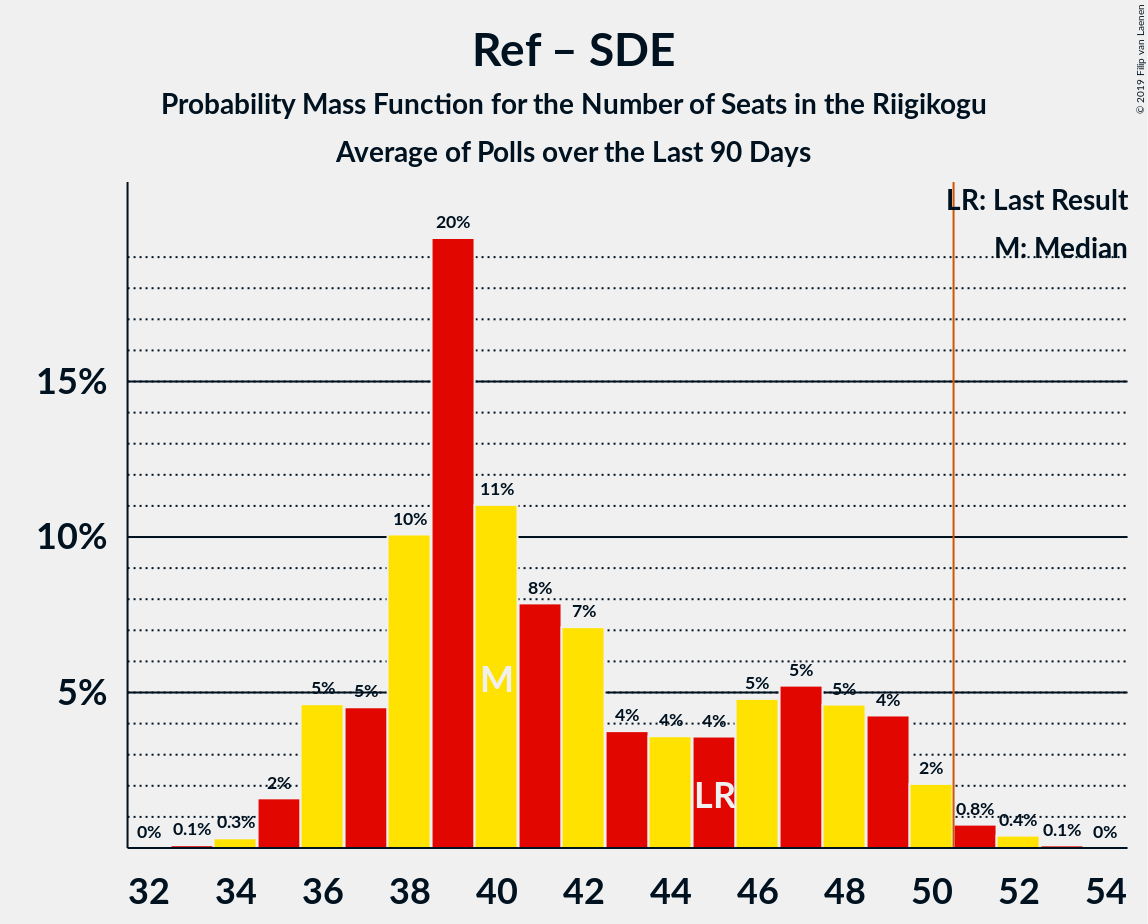 Ref – SDE
Probability Mass Function for the Number of Seats in the Riigikogu
Average of Polls over the Last 90 Days
© 2019 Filip van Laenen
LR: Last Result
M: Median
15%
10%
5%
0%
0.1%
0.3%
2%
5%
5%
10%
20%
11%
8%
7%
4%
4%
4%
5%
5%
5%
4%
2%
0.8%
0.4%
0.1%
0%
M
LR
32 34 36 38 40 42 44 46 48 50 52 54